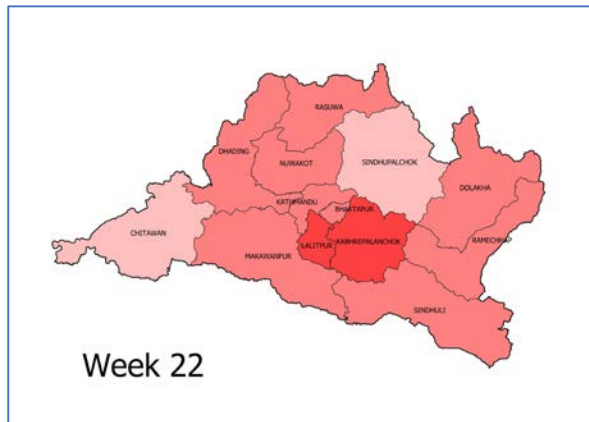 RASUWA
DHADING
NUWAKOT
SINDHUPALCHOK
DOLAKHA
KATHMANDU
BHAKTAPUR
CHITAWAN
LALITPUR
KABHREPALANCHOK
RAMECHHAP
MAKAWANPUR
SINDHULI
Week 22